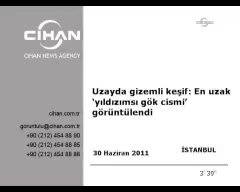 CİHAN
CİHAN
CIHAN NEWS AGENCY
Uzayda gizemli keşif: En uzak
‘yıldızımsı gök cismi’
görüntülendi
cihan.com.tr
goruntulu@cihan.com.tr
+90 (212) 454 88 90
+90 (212) 454 88 85
+90 (212) 454 88 86
30 Haziran 2011
İSTANBUL
3' 39"